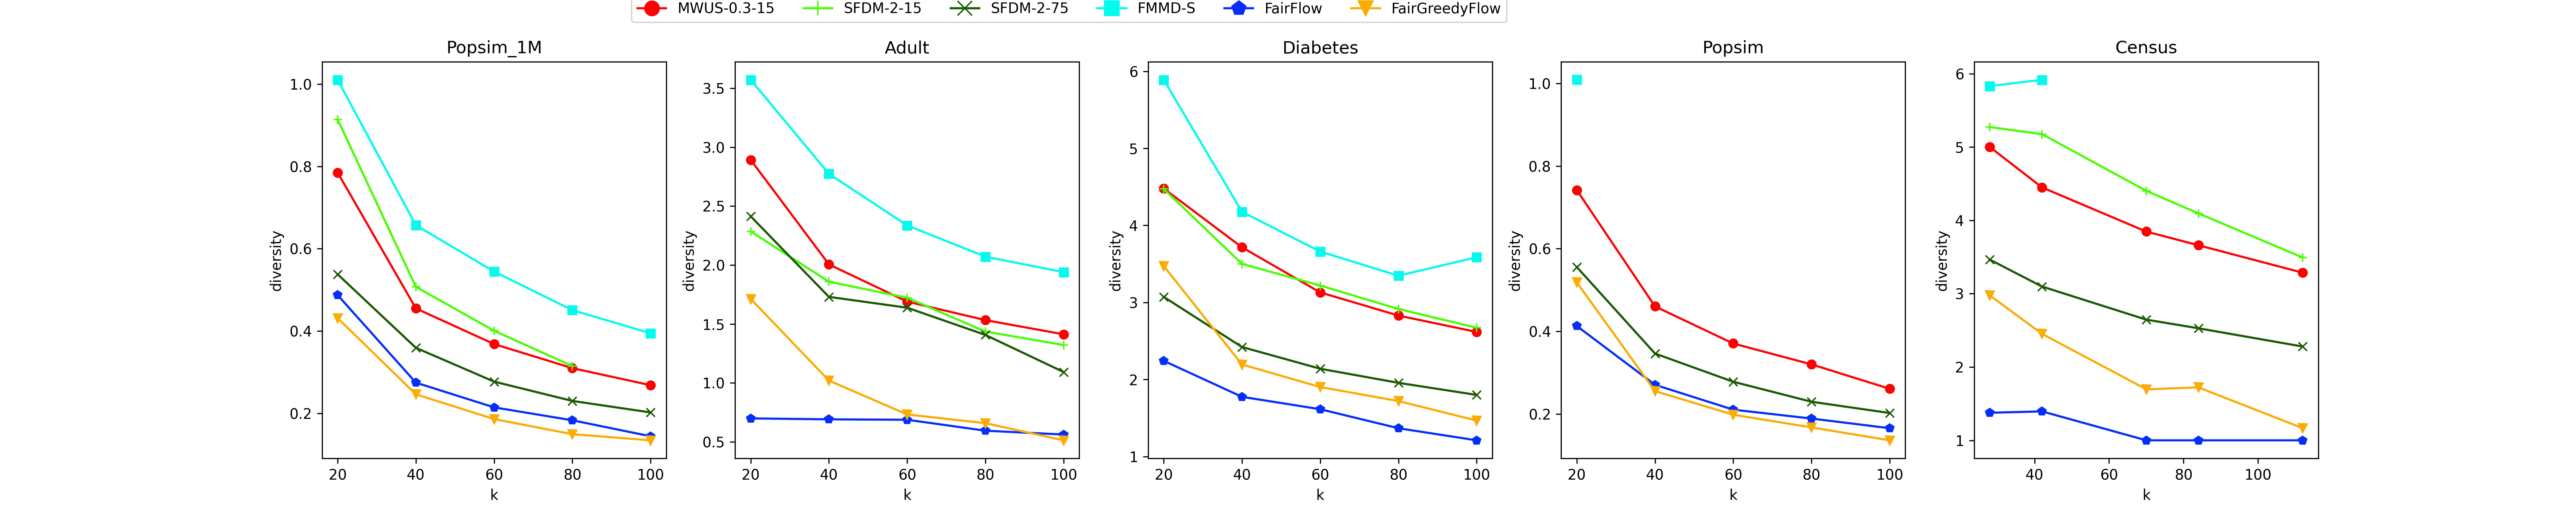 MWUS-0.3-15 SFDM-2-15 SFDM-2-75 FMMD-S FairFlow FairGreedyFlow
Popsim_1M
diversity
1.0
0.8
0.6
0.4
0.2
20 40 60 80 100
k
Adult
diversity
3.5
3.0
2.5
2.0
1.5
1.0
0.5
20 40 60 80 100
k
Diabetes
diversity
6
5
4
3
2
1
20 40 60 80 100
k
Popsim
diversity
1.0
0.8
0.6
0.4
0.2
20 40 60 80 100
k
Census
diversity
6
5
4
3
2
1
40 60 80 100
k